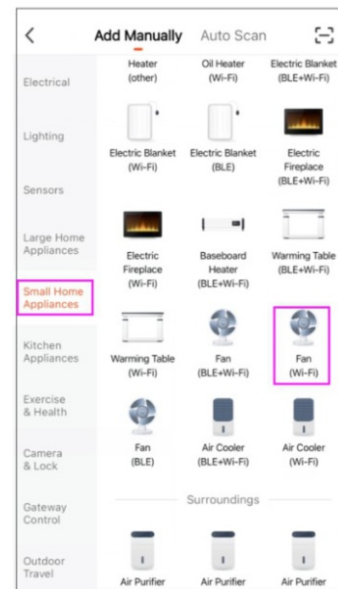 Add Manually
Auto Scan
Electrical
Lighting
Sensors
Large Home
Appliances
Small Home
Appliances
Kitchen
Appliances
Exercise
& Health
Camera
& Lock
Gateway
Control
Outdoor
Travel
Heater
(other)
Oil Heater
(Wi-Fi)
Electric Blanket
(BLE+Wi-Fi)
Electric Blanket
(Wi-Fi)
Electric Blanket
(BLE)
Electric
Fireplace
(BLE+Wi-Fi)
Electric
Fireplace
(Wi-Fi)
Baseboard
Heater
(BLE+Wi-Fi)
Warming Table
(BLE+Wi-Fi)
Warming Table
(Wi-Fi)
Fan
(BLE+Wi-Fi)
Fan
(Wi-Fi)
Fan
(BLE)
Air Cooler
(BLE+Wi-Fi)
Air Cooler
(Wi-Fi)
Surroundings
Air Purifier
Air Purifier
Air Purifier